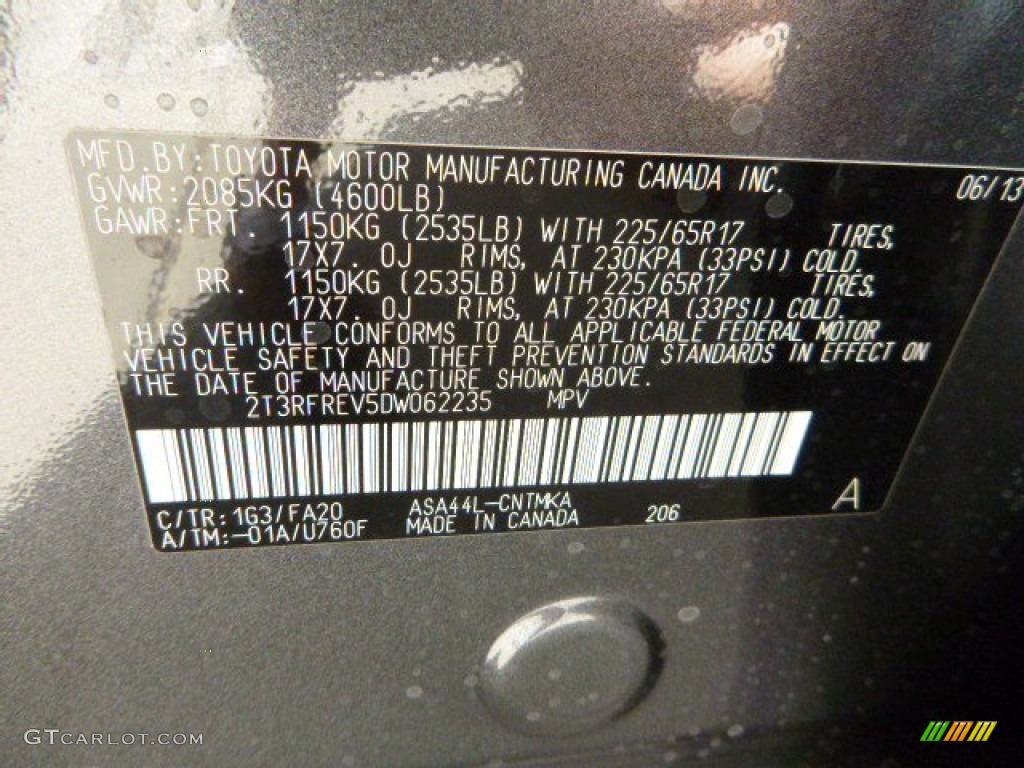 MFD.BY:TOYOTA MOTOR MANUFACTURING CANADA INC. 06/13
GVWR:2085KG (4600LB)
GAWR:FRT. 1150KG (2535LB) WITH 225/65R17 TIRES,
17X7. 0J RIMS, AT 230KPA (33PSI) COLD.
RR. 1150KG (2535LB) WITH 225/65R17 TIRES,
17X7. 0J RIMS, AT 230KPA (33PSI) COLD.
THIS VEHICLE CONFORMS TO ALL APPLICABLE FEDERAL MOTOR
VEHICLE SAFETY AND THEFT PREVENTION STANDARDS IN EFFECT ON
THE DATE OF MANUFACTURE SHOWN ABOVE.
2T3RFREV5DW062235 MPV
C/TR:1G3/FA20 ASA44L-CNTMKA
A/TM:-01A/U760F MADE IN CANADA 206 A
GTCARLOT.COM